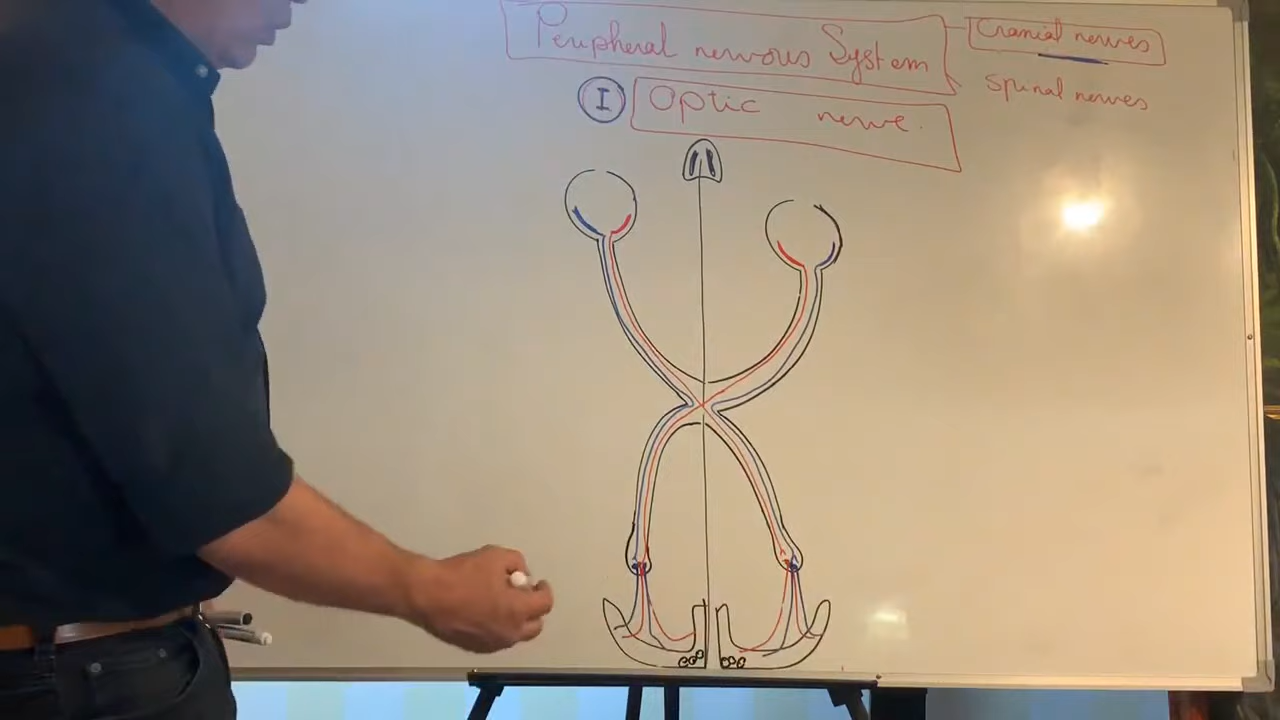 Peripheral nervous System
Cranial nerves
Spinal nerves
I Optic nerve.